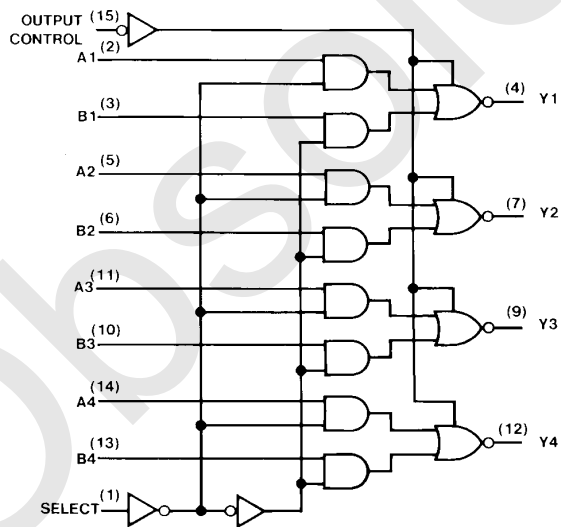 OUTPUT (15)
CONTROL
A1 (2)
(4) Y1
B1 (3)
A2 (5)
(7) Y2
B2 (6)
A3 (11)
(9) Y3
B3 (10)
A4 (14)
(12) Y4
B4 (13)
SELECT (1)